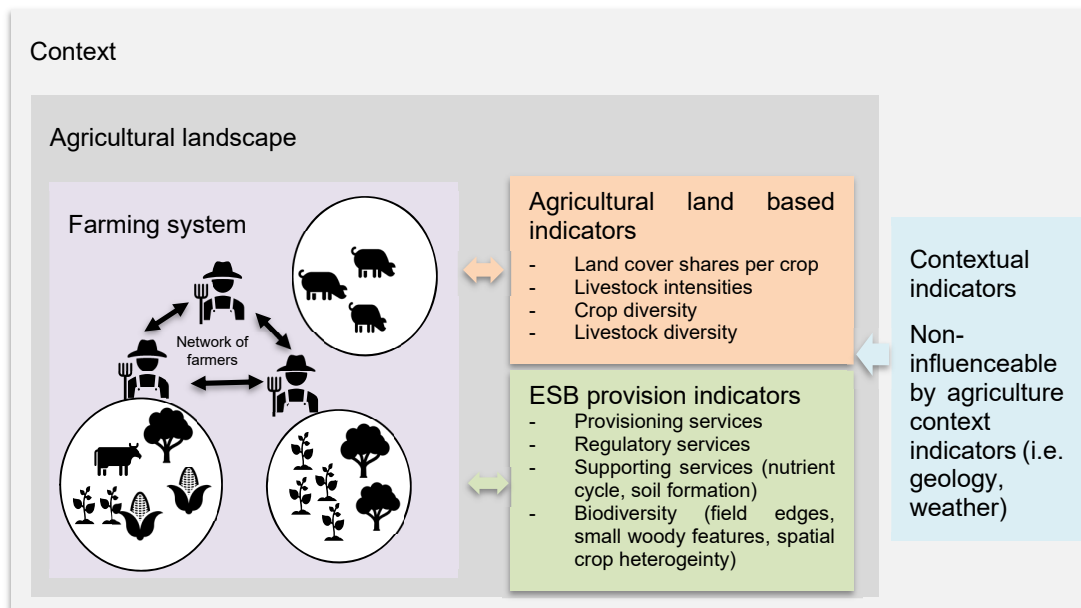 Context
Agricultural landscape
Farming system
Network of
farmers
Agricultural land based
indicators
- Land cover shares per crop
- Livestock intensities
- Crop diversity
- Livestock diversity
ESB provision indicators
- Provisioning services
- Regulatory services
- Supporting services (nutrient
cycle, soil formation)
- Biodiversity (field edges,
small woody features, spatial
crop heterogeinty)
Contextual
indicators
Non-
influenceable
by agriculture
context
indicators (i.e.
geology,
weather)